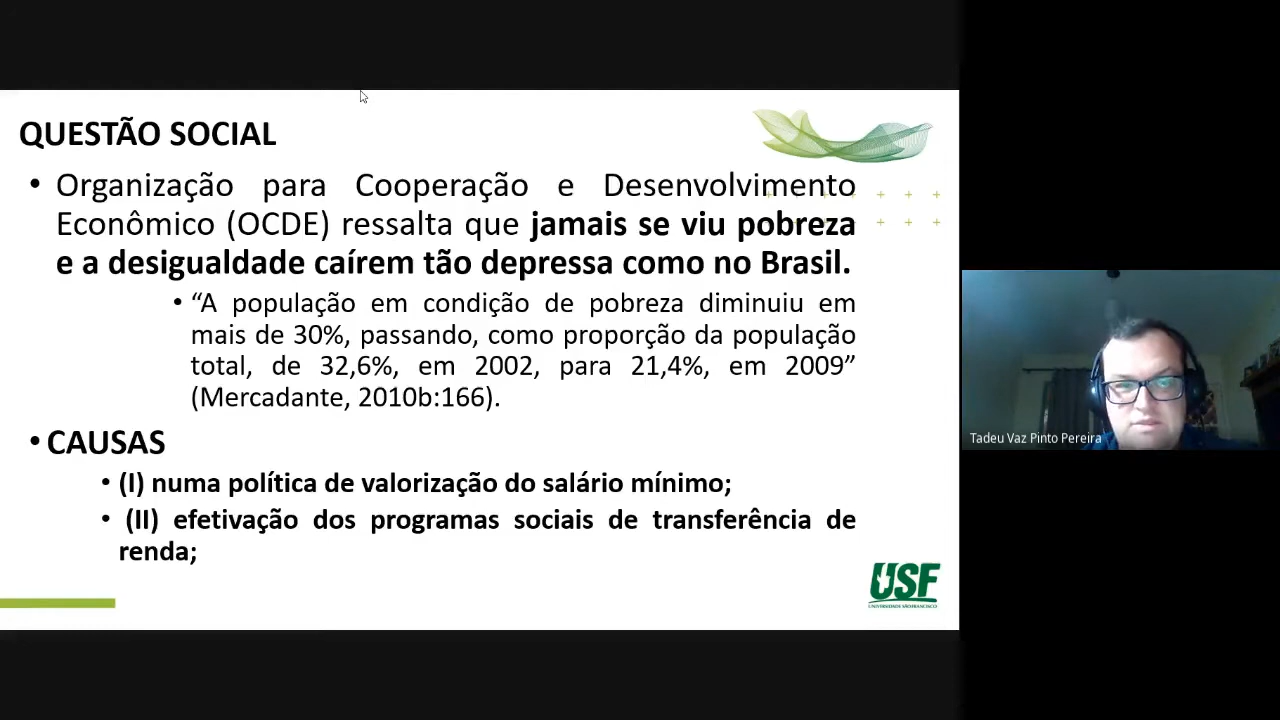 QUESTÃO SOCIAL
• Organização para Cooperação e Desenvolvimento
Econômico (OCDE) ressalta que jamais se viu pobreza
e a desigualdade caírem tão depressa como no Brasil.
• “A população em condição de pobreza diminuiu em
mais de 30%, passando, como proporção da população
total, de 32,6%, em 2002, para 21,4%, em 2009”
(Mercadante, 2010b:166).
• CAUSAS
• (I) numa política de valorização do salário mínimo;
• (II) efetivação dos programas sociais de transferência de
renda;
USF
UNIVERSIDADE SÃO FRANCISCO
Tadeu Vaz Pinto Pereira